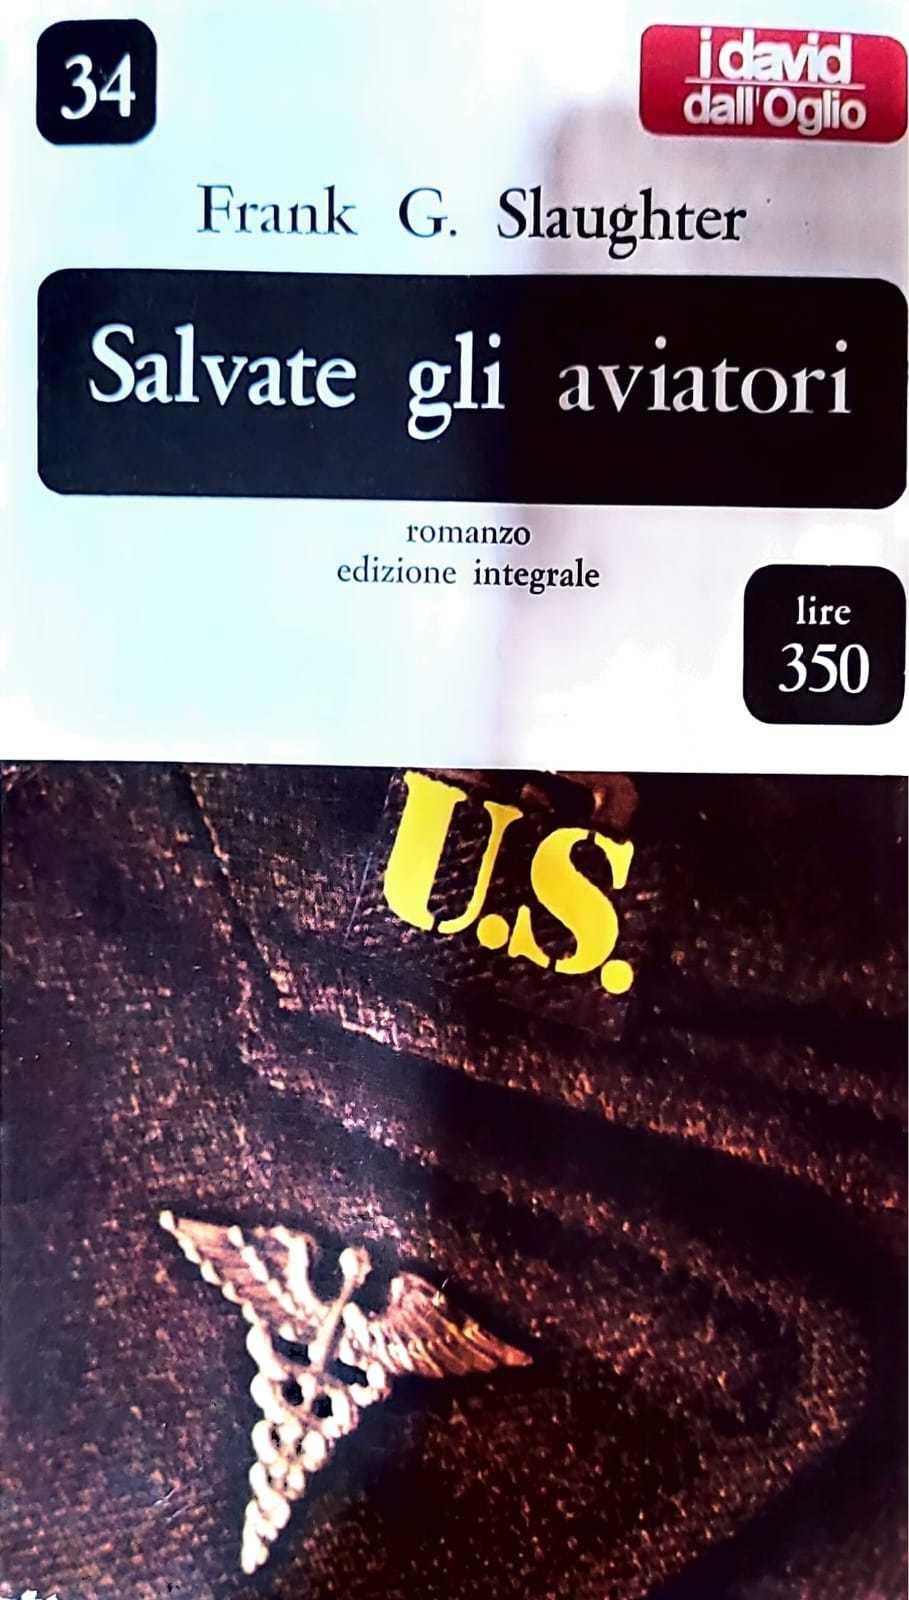 34
i david
dall'Oglio
Frank G. Slaughter
Salvate gli aviatori
romanzo
edizione integrale
lire
350
U.S.